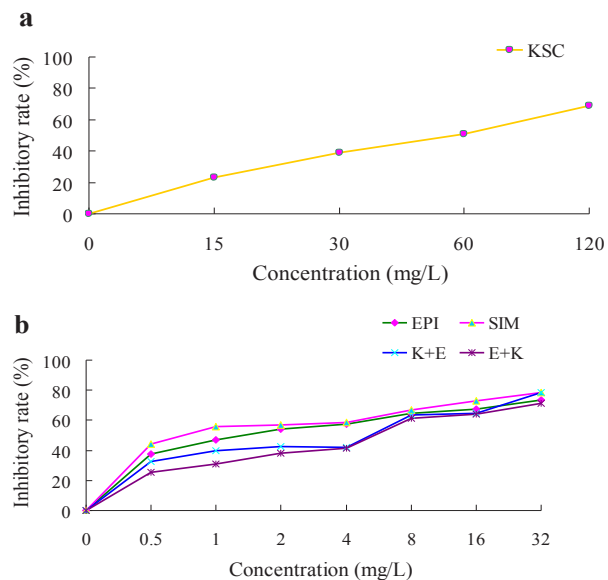 a
KSC
Inhibitory rate (%)
100
80
60
40
20
0
0 15 30 60 120
Concentration (mg/L)
b
EPI SIM
K+E E+K
Inhibitory rate (%)
100
80
60
40
20
0
0 0.5 1 2 4 8 16 32
Concentration (mg/L)